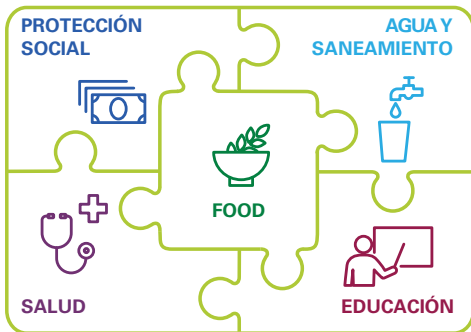 PROTECCIÓN
SOCIAL
AGUA Y
SANEAMIENTO
FOOD
SALUD
EDUCACIÓN